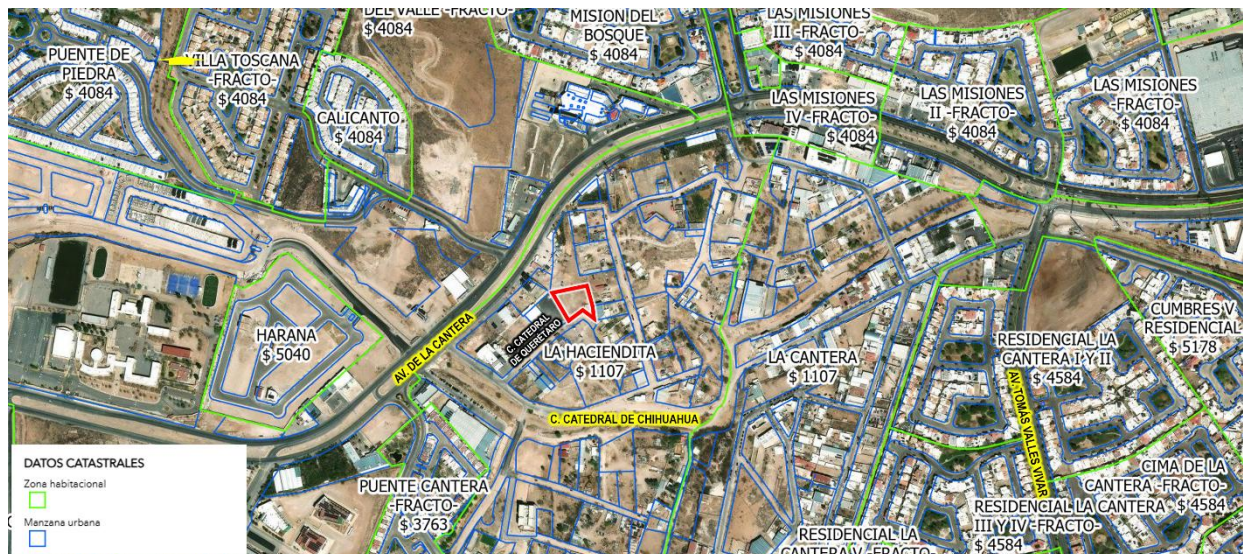 DEL VALLE -FRACTO-
$ 4084
MISION DEL
BOSQUE
$ 4084
LAS MISIONES
III -FRACTO-
$ 4084
PUENTE DE
PIEDRA
$ 4084
VILLA TOSCANA
-FRACTO-
$ 4084
CALICANTO
$ 4084
LAS MISIONES
IV -FRACTO-
$ 4084
LAS MISIONES
II -FRACTO-
$ 4084
LAS MISIONES
-FRACTO-
$ 4084
HARANA
$ 5040
AV. DE LA CANTERA
C. CATEDRAL
DE QUERETARO
LA HACIENDITA
$ 1107
LA CANTERA
$ 1107
RESIDENCIAL LA
CANTERA I Y II
$ 4584
CUMBRES V
RESIDENCIAL
$ 5178
C. CATEDRAL DE CHIHUAHUA
AV. TOMÁS VALLES VIVAR
PUENTE CANTERA
-FRACTO-
$ 3763
CIMA DE LA
CANTERA -FRACTO-
$ 4584
RESIDENCIAL LA CANTERA
III Y IV -FRACTO-
$ 4584
RESIDENCIAL LA
CANTERA V -FRACTO-
DATOS CATASTRALES
Zona habitacional
Manzana urbana